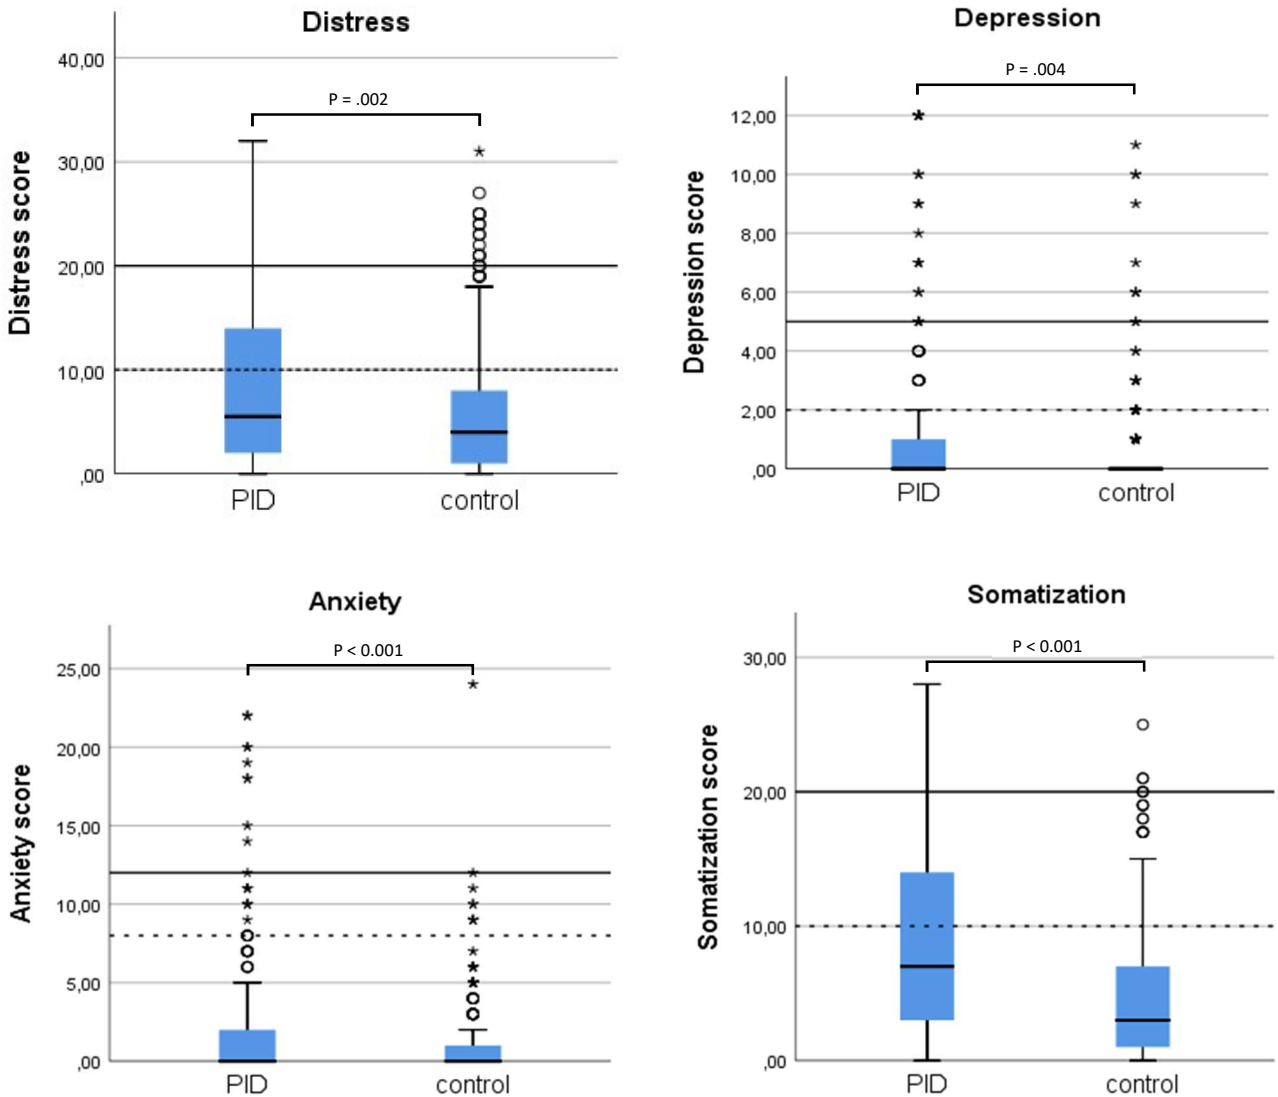 Distress
P = .002
Distress score
40,00
30,00
20,00
10,00
,00
PID
control
Depression
P = .004
Depression score
12,00
10,00
8,00
6,00
4,00
2,00
,00
PID
control
Anxiety
P < 0.001
Anxiety score
25,00
20,00
15,00
10,00
5,00
,00
PID
control
Somatization
P < 0.001
Somatization score
30,00
20,00
10,00
,00
PID
control